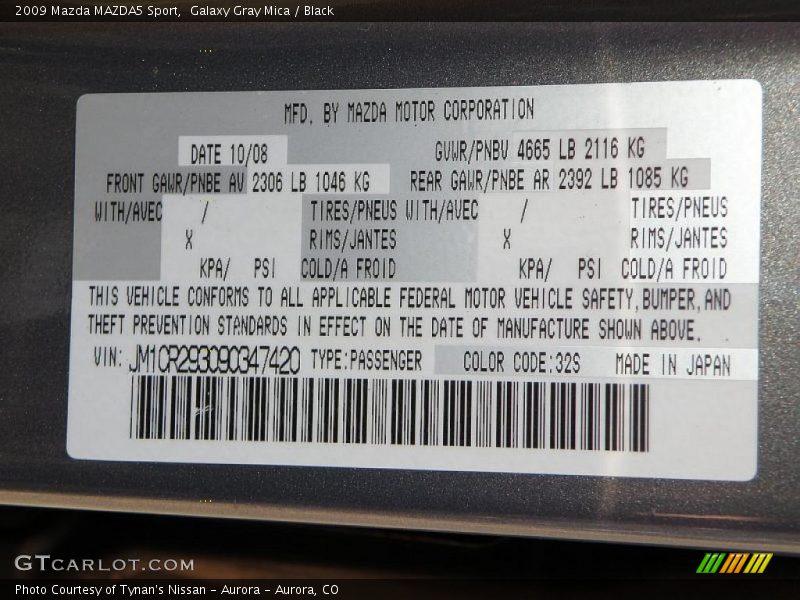 2009 Mazda MAZDA5 Sport,  Galaxy Gray Mica / Black
MFD. BY MAZDA MOTOR CORPORATION
DATE 10/08 GVWR/PNBV 4665 LB 2116 KG
FRONT GAWR/PNBE AV 2306 LB 1046 KG REAR GAWR/PNBE AR 2392 LB 1085 KG
WITH/AVEC / TIRES/PNEUS WITH/AVEC / TIRES/PNEUS
X RIMS/JANTES X RIMS/JANTES
KPA/ PSI COLD/A FROID KPA/ PSI COLD/A FROID
THIS VEHICLE CONFORMS TO ALL APPLICABLE FEDERAL MOTOR VEHICLE SAFETY, BUMPER, AND
THEFT PREVENTION STANDARDS IN EFFECT ON THE DATE OF MANUFACTURE SHOWN ABOVE.
VIN: JM1CR293090347420 TYPE:PASSENGER COLOR CODE:32S MADE IN JAPAN
GTCARLOT.COM
Photo Courtesy of Tynan's Nissan - Aurora - Aurora, CO